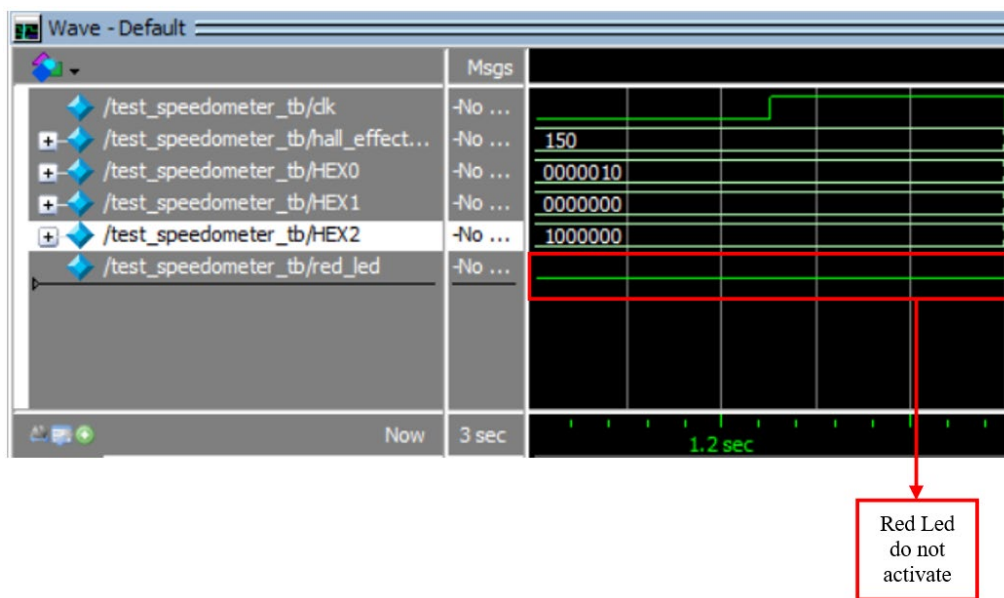 Wave - Default
Msgs
/test_speedometer_tb/clk -No ...
/test_speedometer_tb/hall_effect... -No ... 150
/test_speedometer_tb/HEX0 -No ... 0000010
/test_speedometer_tb/HEX1 -No ... 0000000
/test_speedometer_tb/HEX2 -No ... 1000000
/test_speedometer_tb/red_led -No ...
Now 3 sec 1.2 sec
Red Led
do not
activate